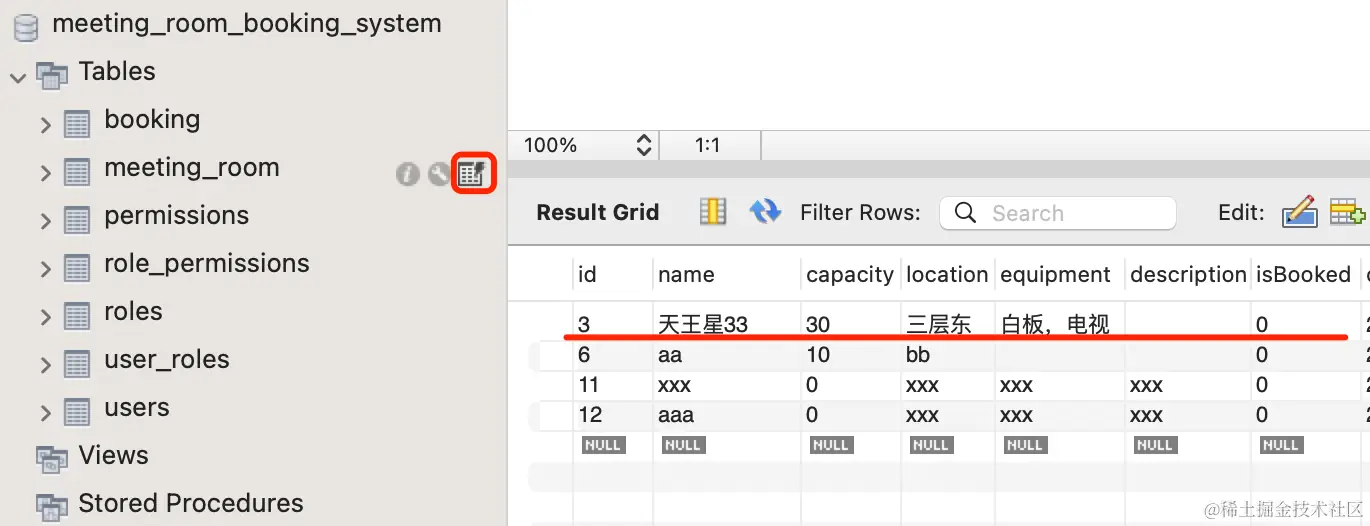 meeting_room_booking_system
Tables
booking
meeting_room
permissions
role_permissions
roles
user_roles
users
Views
Stored Procedures
100% 1:1
Result Grid Filter Rows: Search Edit:
id name capacity location equipment description isBooked
3 天王星33 30 三层东 白板，电视 0
6 aa 10 bb 0
11 xxx 0 xxx xxx xxx 0
12 aaa 0 xxx xxx xxx 0
NULL NULL NULL NULL NULL NULL NULL
@稀土掘金技术社区